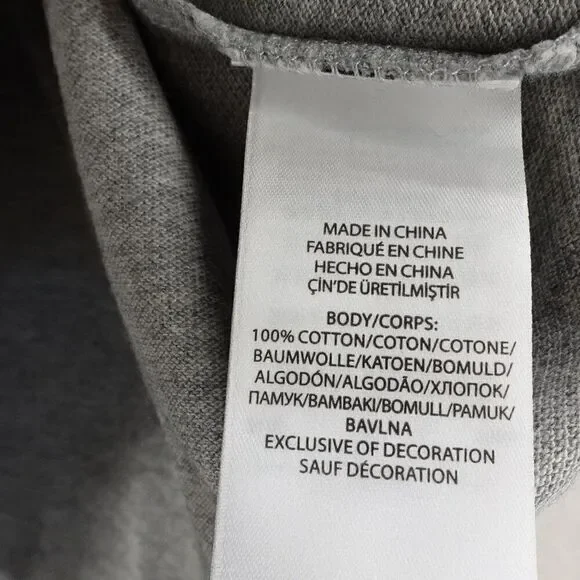 MADE IN CHINA
FABRIQUÉ EN CHINE
HECHO EN CHINA
ÇİN'DE ÜRETİLMİŞTİR
BODY/CORPS:
100% COTTON/COTON/COTONE/
BAUMWOLLE/KATOEN/BOMULD/
ALGODÓN/ALGODÃO/ХЛОПОК/
ПАМУК/BAMBAKI/BOMULL/PAMUK/
BAVLNA
EXCLUSIVE OF DECORATION
SAUF DÉCORATION